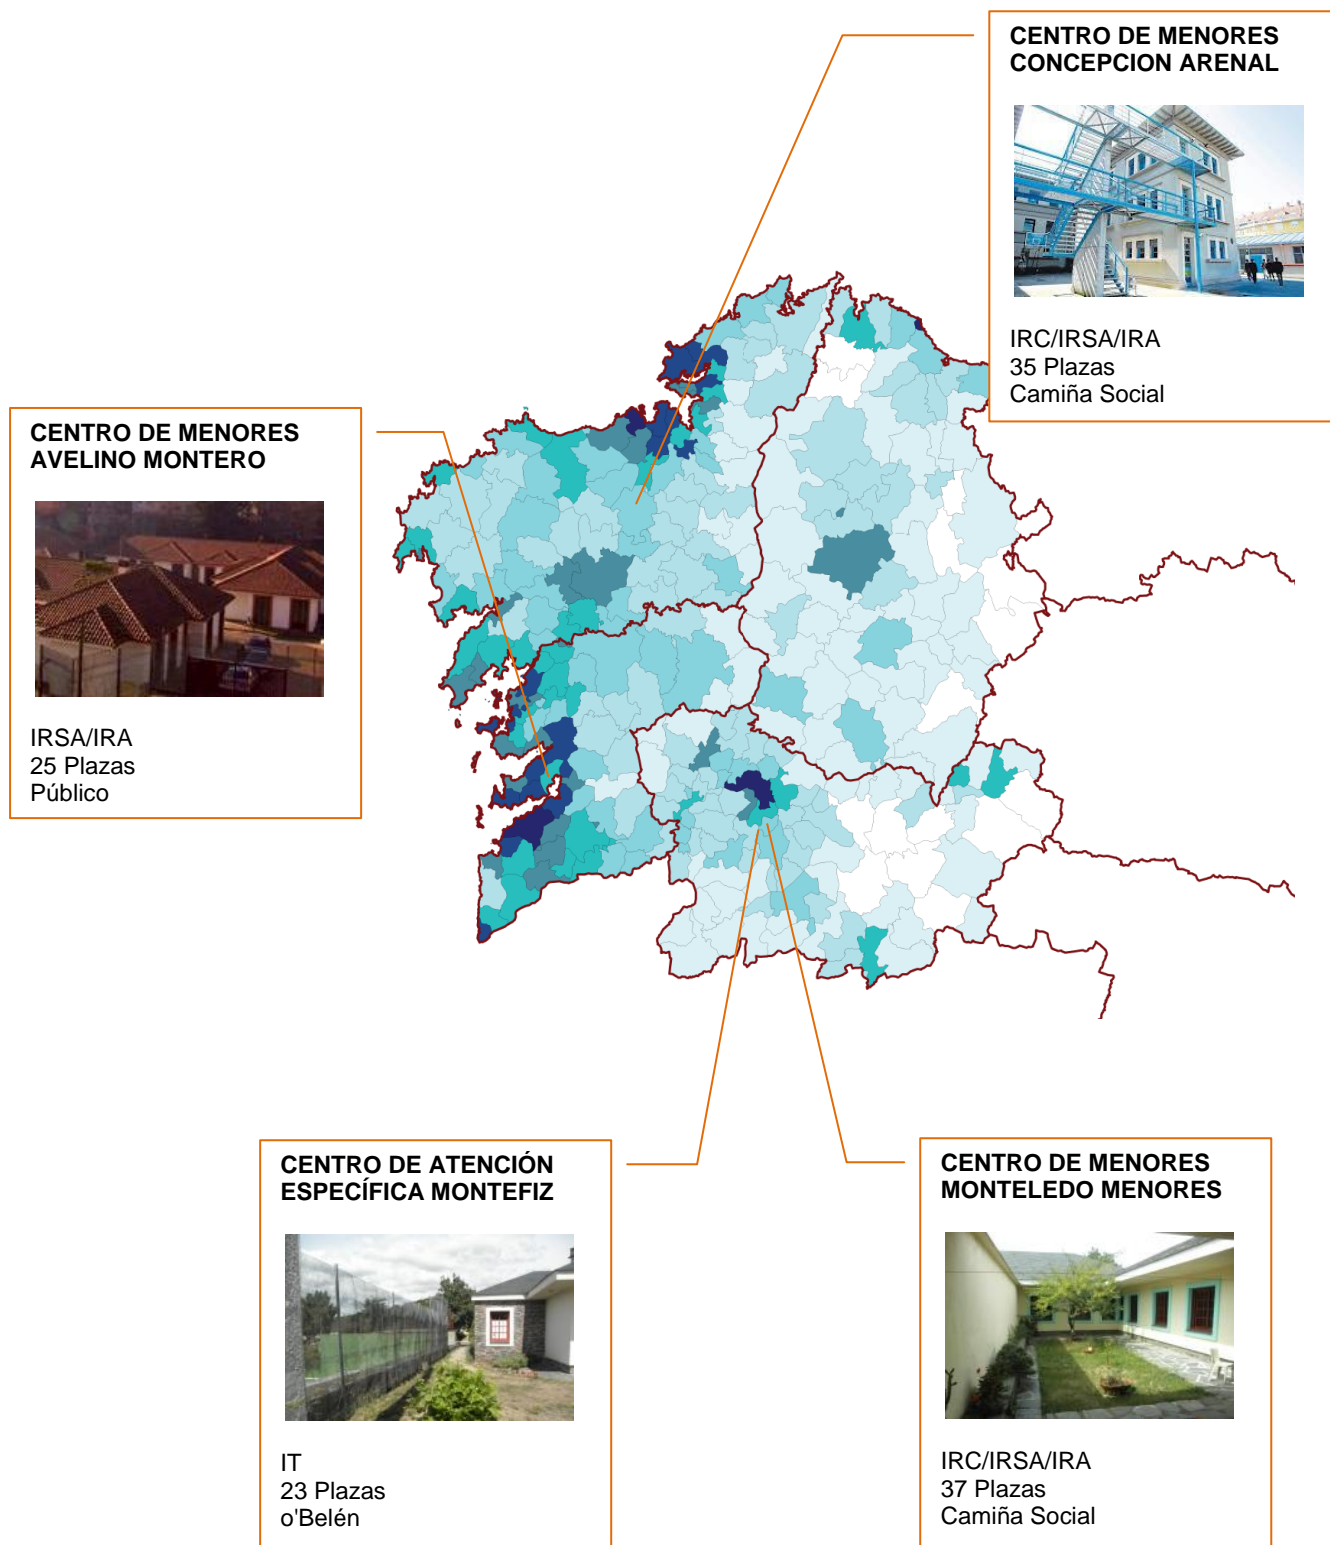 CENTRO DE MENORES
CONCEPCION ARENAL
IRC/IRSA/IRA
35 Plazas
Camiña Social
CENTRO DE MENORES
AVELINO MONTERO
IRSA/IRA
25 Plazas
Público
CENTRO DE ATENCIÓN
ESPECÍFICA MONTEFIZ
IT
23 Plazas
o'Belén
CENTRO DE MENORES
MONTELEDO MENORES
IRC/IRSA/IRA
37 Plazas
Camiña Social